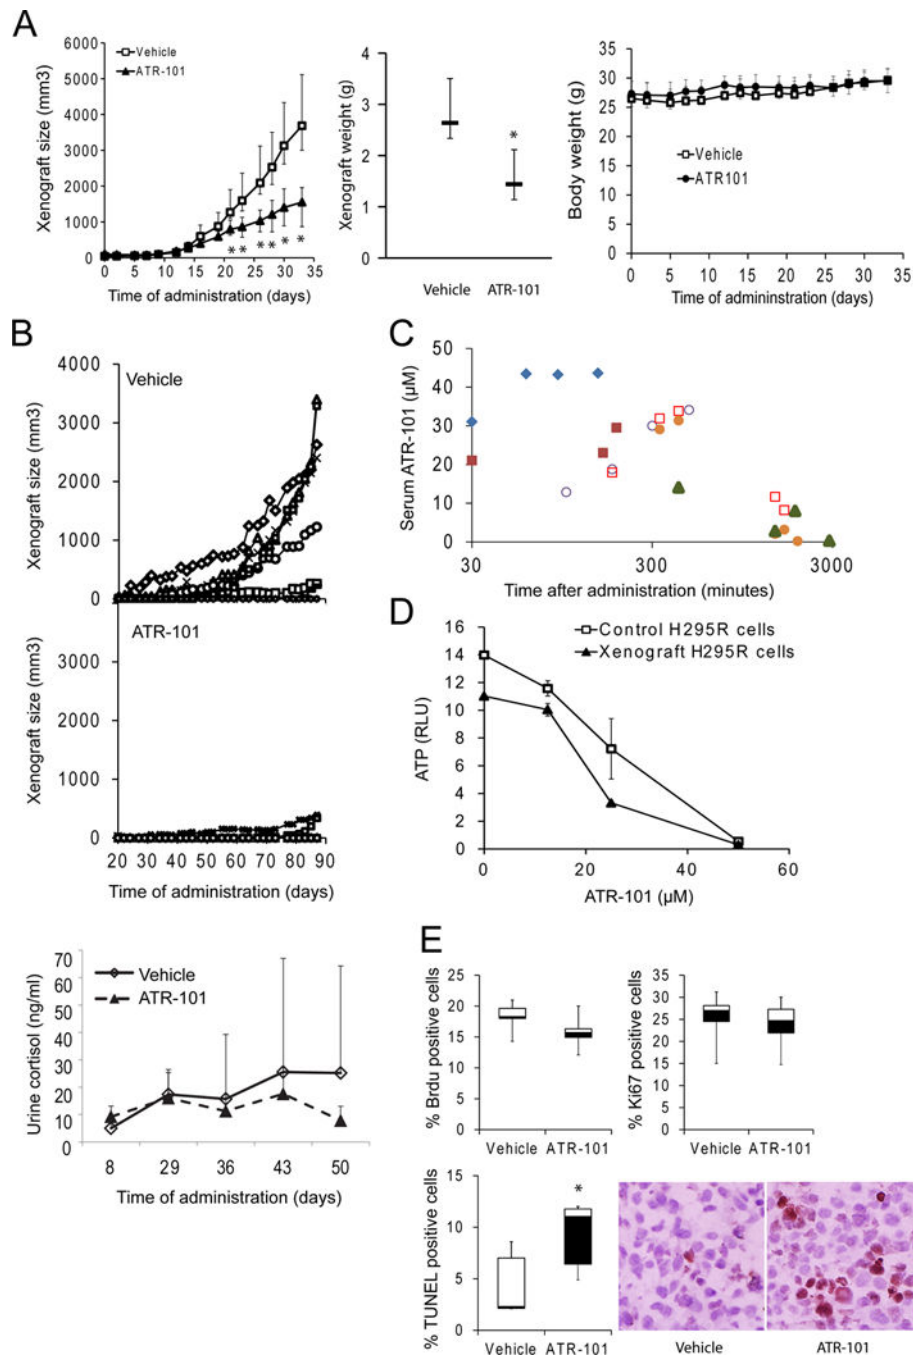 A
Xenograft size (mm3)
6000
5000
4000
3000
2000
1000
0
Vehicle
ATR-101
* * * * * *
0 5 10 15 20 25 30 35
Time of administration (days)
Xenograft weight (g)
4
3
2
1
0
*
Vehicle ATR-101
Body weight (g)
35
30
25
20
15
10
5
0
Vehicle
ATR101
0 5 12 15 20 23 28 33
Time of admininstration (days)
B
Xenograft size (mm3)
4000
3000
2000
1000
0
Vehicle
Xenograft size (mm3)
3000
2000
1000
0
ATR-101
20 30 40 50 60 70 80 90
Time of administration (days)
Urine cortisol (ng/ml)
70
60
50
40
30
20
10
0
Vehicle
ATR-101
8 29 36 43 50
Time of administration (days)
C
Serum ATR-101 (µM)
50
40
30
20
10
0
30 300 3000
Time after administration (minutes)
D
ATP (RLU)
16
14
12
10
8
6
4
2
0
Control H295R cells
Xenograft H295R cells
0 20 40 60
ATR-101 (µM)
E
% Brdu positive cells
25
20
15
10
5
0
Vehicle ATR-101
% Ki67 positive cells
35
30
25
20
15
10
5
0
Vehicle ATR-101
% TUNEL positive cells
15
10
5
0
*
Vehicle ATR-101
Vehicle
ATR-101